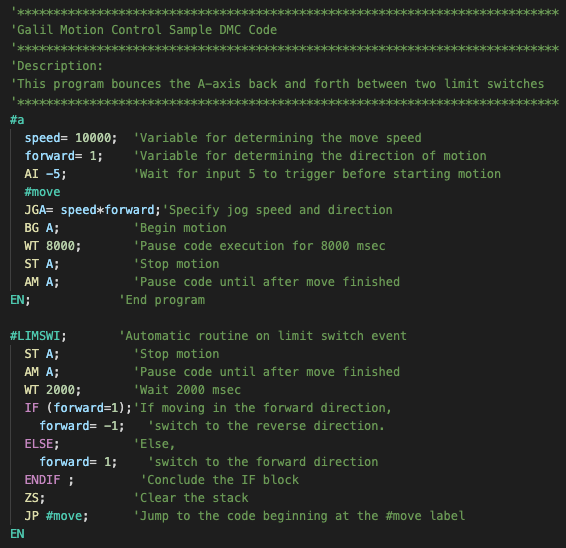 '***************************************************************************
'Galil Motion Control Sample DMC Code
'***************************************************************************
'Description:
'This program bounces the A-axis back and forth between two limit switches
'***************************************************************************
#a
  speed= 10000;  'Variable for determining the move speed
  forward= 1;    'Variable for determining the direction of motion
  AI -5;         'Wait for input 5 to trigger before starting motion
  #move
  JGA= speed*forward;'Specify jog speed and direction
  BG A;          'Begin motion
  WT 8000;       'Pause code execution for 8000 msec
  ST A;          'Stop motion
  AM A;          'Pause code until after move finished
EN;            'End program

#LIMSWI;       'Automatic routine on limit switch event
  ST A;          'Stop motion
  AM A;          'Pause code until after move finished
  WT 2000;       'Wait 2000 msec
  IF (forward=1);'If moving in the forward direction,
    forward= -1;   'switch to the reverse direction.
  ELSE;          'Else,
    forward= 1;    'switch to the forward direction
  ENDIF ;         'Conclude the IF block
  ZS;            'Clear the stack
  JP #move;      'Jump to the code beginning at the #move label
EN